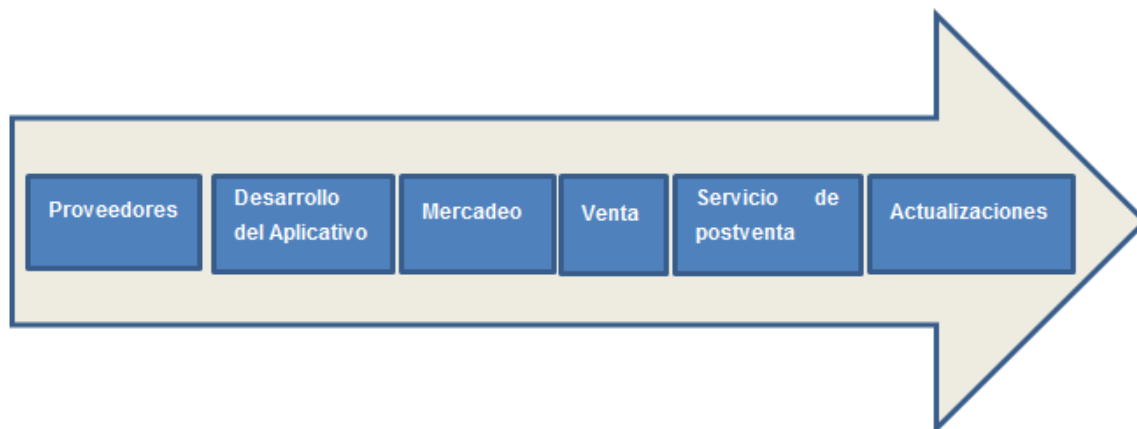 Proveedores
Desarrollo
del Aplicativo
Mercadeo
Venta
Servicio de
postventa
Actualizaciones